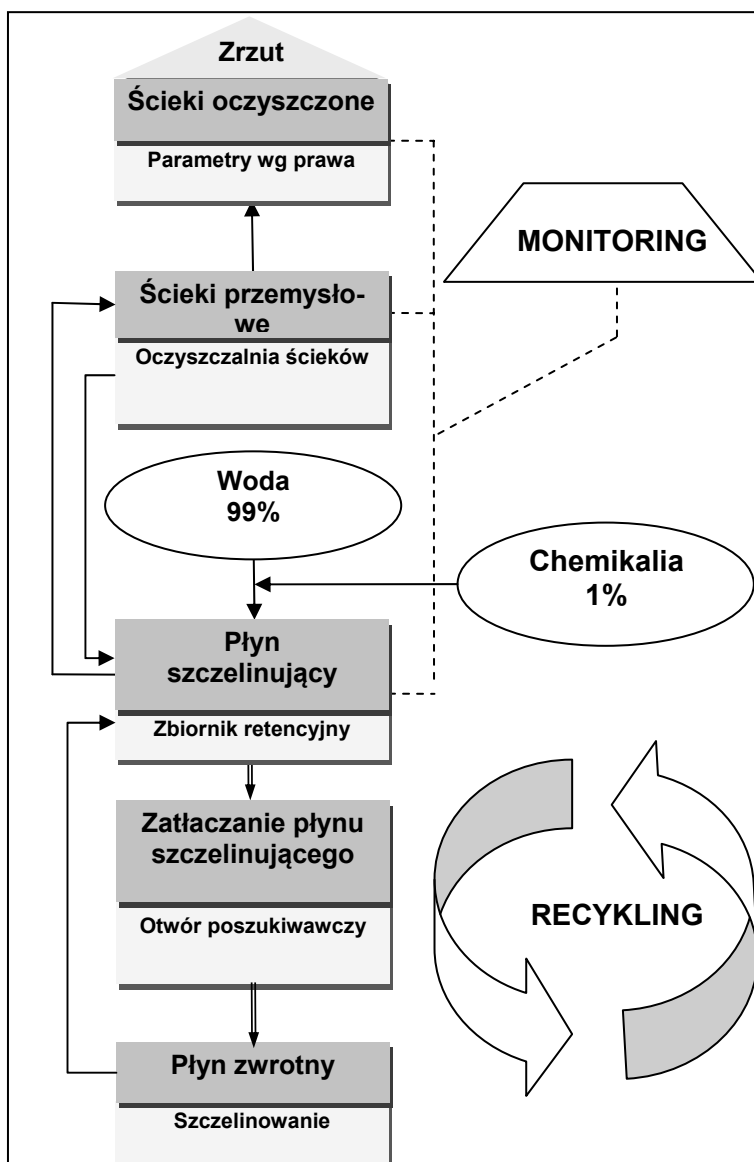 Zrzut
Ścieki oczyszczone
Parametry wg prawa
MONITORING
Ścieki przemysło-
we
Oczyszczalnia ścieków
Woda
99%
Chemikalia
1%
Płyn
szczelinujący
Zbiornik retencyjny
Zatłaczanie płynu
szczelinującego
Otwór poszukiwawczy
RECYKLING
Płyn zwrotny
Szczelinowanie